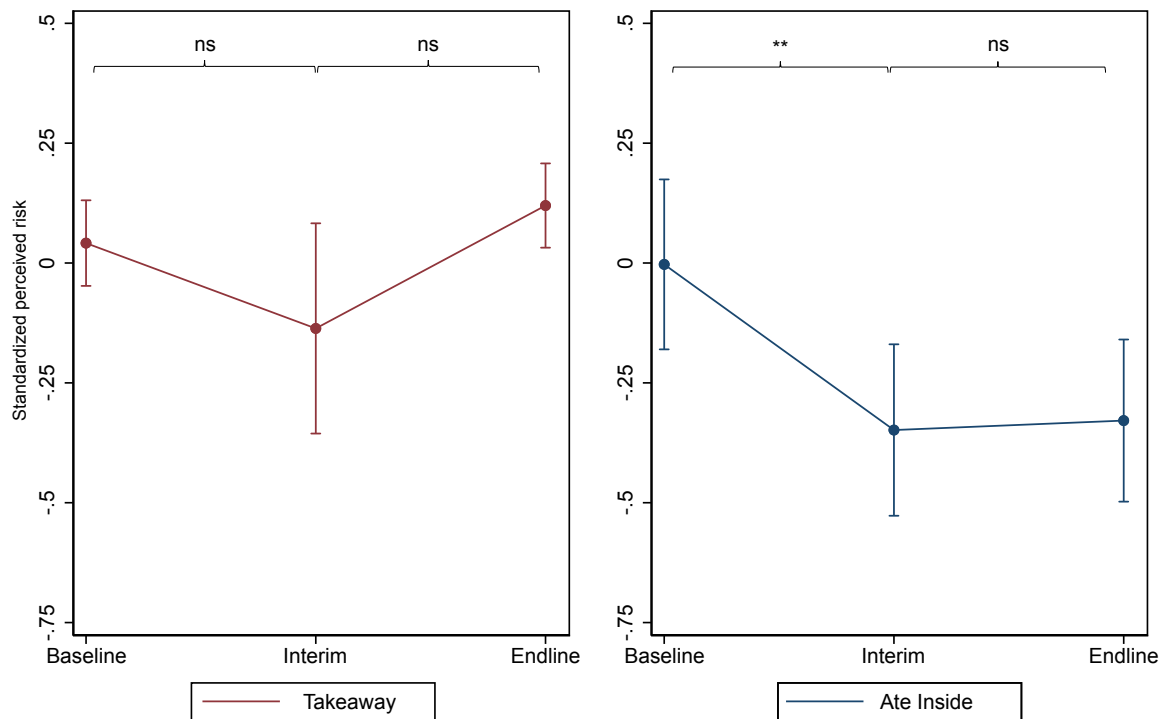 Standardized perceived risk
.5
.25
0
-.25
-.5
-.75
ns
ns
Baseline
Interim
Endline
Takeaway
.5
.25
0
-.25
-.5
-.75
**
ns
Baseline
Interim
Endline
Ate Inside